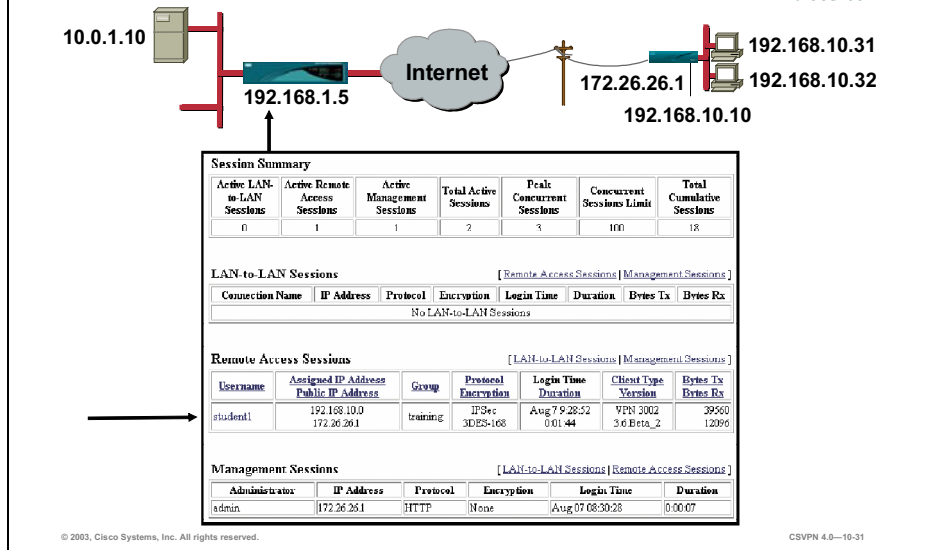 10.0.1.10
Internet
192.168.10.31
192.168.10.32
172.26.26.1
192.168.1.5
192.168.10.10
Session Summary
Active LAN-to-LAN Sessions Active Remote Access Sessions Active Management Sessions Total Active Sessions Peak Concurrent Sessions Concurrent Sessions Limit Total Cumulative Sessions
0 1 1 2 3 100 18
LAN-to-LAN Sessions [ Remote Access Sessions | Management Sessions ]
Connection Name IP Address Protocol Encryption Login Time Duration Bytes Tx Bytes Rx
No LAN-to-LAN Sessions
Remote Access Sessions [ LAN-to-LAN Sessions | Management Sessions ]
Username Assigned IP Address Public IP Address Group Protocol Encryption Login Time Duration Client Type Version Bytes Tx Bytes Rx
student1 192.168.10.0 172.26.26.1 training IPSec 3DES-168 Aug 7 9:28:52 0:01:44 VPN 3002 3.6.Beta_2 39560 12096
Management Sessions [ LAN-to-LAN Sessions | Remote Access Sessions ]
Administrator IP Address Protocol Encryption Login Time Duration
admin 172.26.26.1 HTTP None Aug 07 08:30:28 0:00:07
© 2003, Cisco Systems, Inc. All rights reserved.
CSVPN 4.0—10-31